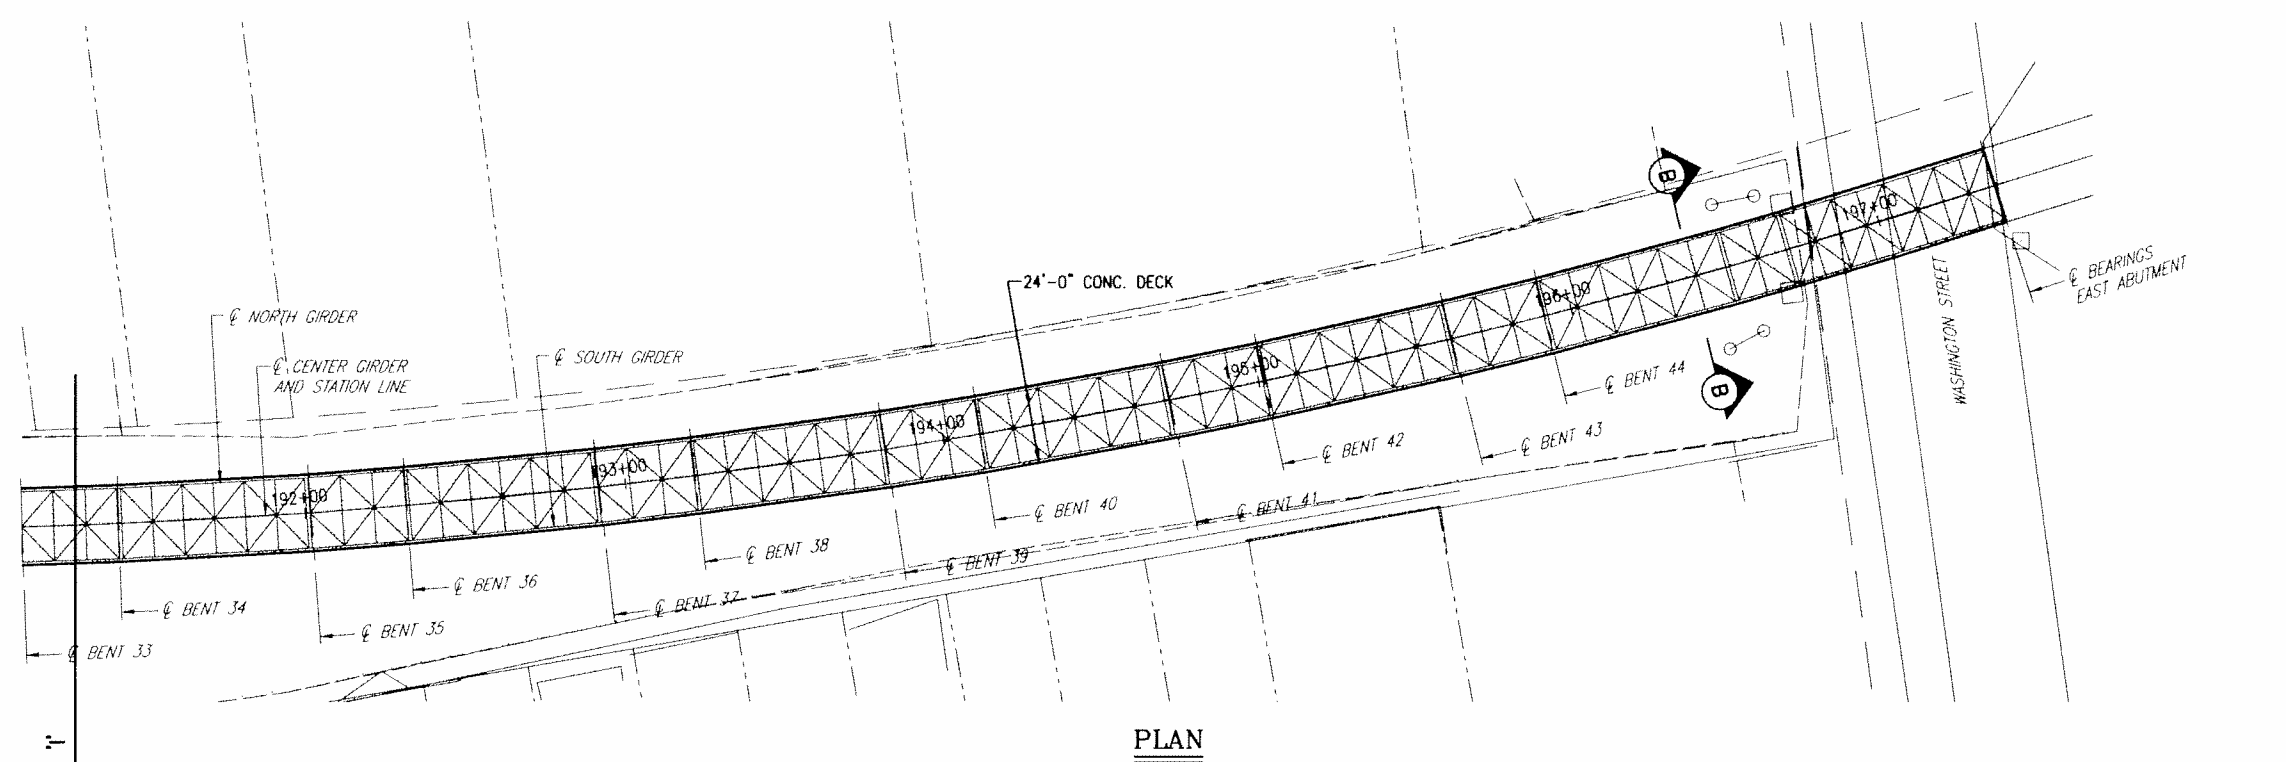 24'-0" CONC. DECK
℄ NORTH GIRDER
℄ CENTER GIRDER
AND STATION LINE
℄ SOUTH GIRDER
192+00
193+00
194+00
195+00
196+00
197+00
B
B
WASHINGTON STREET
℄ BEARINGS
EAST ABUTMENT
℄ BENT 33
℄ BENT 34
℄ BENT 35
℄ BENT 36
℄ BENT 37
℄ BENT 38
℄ BENT 39
℄ BENT 40
℄ BENT 41
℄ BENT 42
℄ BENT 43
℄ BENT 44
PLAN